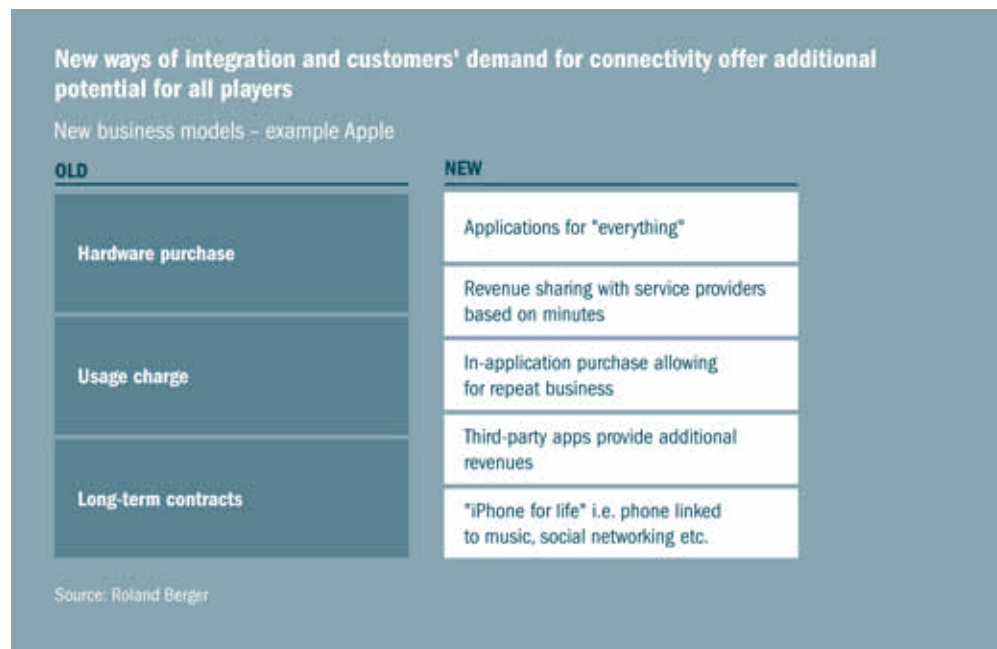 New ways of integration and customers' demand for connectivity offer additional
potential for all players
New business models – example Apple
OLD
Hardware purchase
Usage charge
Long-term contracts
NEW
Applications for "everything"
Revenue sharing with service providers
based on minutes
In-application purchase allowing
for repeat business
Third-party apps provide additional
revenues
"iPhone for life" i.e. phone linked
to music, social networking etc.
Source: Roland Berger